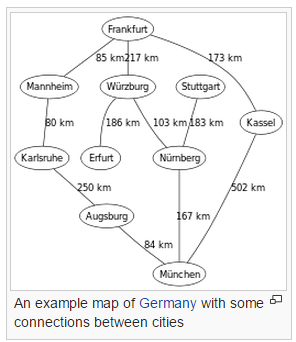 Frankfurt
85 km
217 km
173 km
Mannheim
Würzburg
Stuttgart
Kassel
80 km
186 km
103 km
183 km
Karlsruhe
Erfurt
Nürnberg
250 km
502 km
Augsburg
167 km
84 km
München
An example map of Germany with some
connections between cities